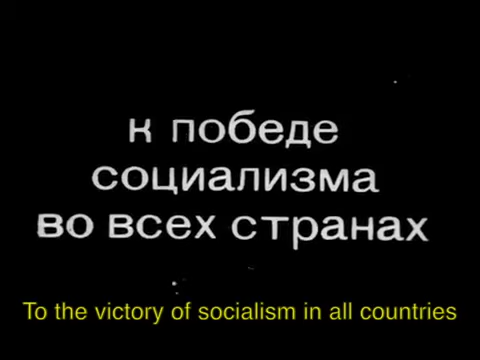 к победе
социализма
во всех странах
To the victory of socialism in all countries